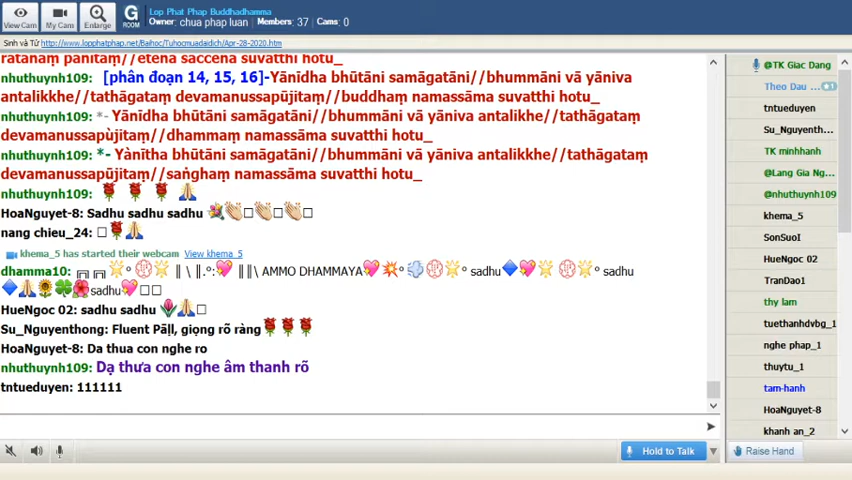 View Cam
My Cam
Enlarge
G
ROOM
Lop Phat Phap Buddhadhamma
Owner: chua phap luan Members: 37 Cams: 0
Sinh và Tử http://www.lopphatphap.net/Baihoc/Tuhocmuadaidich/Apr-28-2020.htm
ratanaṃ paṇītaṃ//etena saccena suvatthi hotu_
nhuthuynh109: [phân đoạn 14, 15, 16]-Yānīdha bhūtāni samāgatāni//bhummāni vā yāniva
antalikkhe//tathāgataṃ devamanussapūjitaṃ//buddhaṃ namassāma suvatthi hotu_
nhuthuynh109: *- Yānīdha bhūtāni samāgatāni//bhummāni vā yāniva antalikkhe//tathāgataṃ
devamanussapùjitaṃ//dhammaṃ namassāma suvatthi hotu_
nhuthuynh109: *- Yànītha bhūtāni samāgatāni//bhummāni vā yāniva antalikkhe//tathāgataṃ
devamanussapūjitaṃ//saṅghaṃ namassāma suvatthi hotu_
nhuthuynh109:
HoaNguyet-8: Sadhu sadhu sadhu
nang chieu_24:
khema_5 has started their webcam View khema_5
dhamma10: AMMO DHAMMAYA sadhu sadhu
sadhu
HueNgoc 02: sadhu sadhu
Su_Nguyenthong: Fluent Pāḷi, giọng rõ ràng
HoaNguyet-8: Da thua con nghe ro
nhuthuynh109: Dạ thưa con nghe âm thanh rõ
tntueduyen: 111111
Hold to Talk
@TK Giac Dang
Theo Dau ... 1
tntueduyen
Su_Nguyenth...
TK minhhanh
@Lang Gia Ng...
@nhuthuynh109
khema_5
SonSuoI
HueNgoc 02
TranDao1
thy lam
tuethanhdvbg_1
nghe phap_1
thuytu_1
tam-hanh
HoaNguyet-8
khanh an_2
Raise Hand